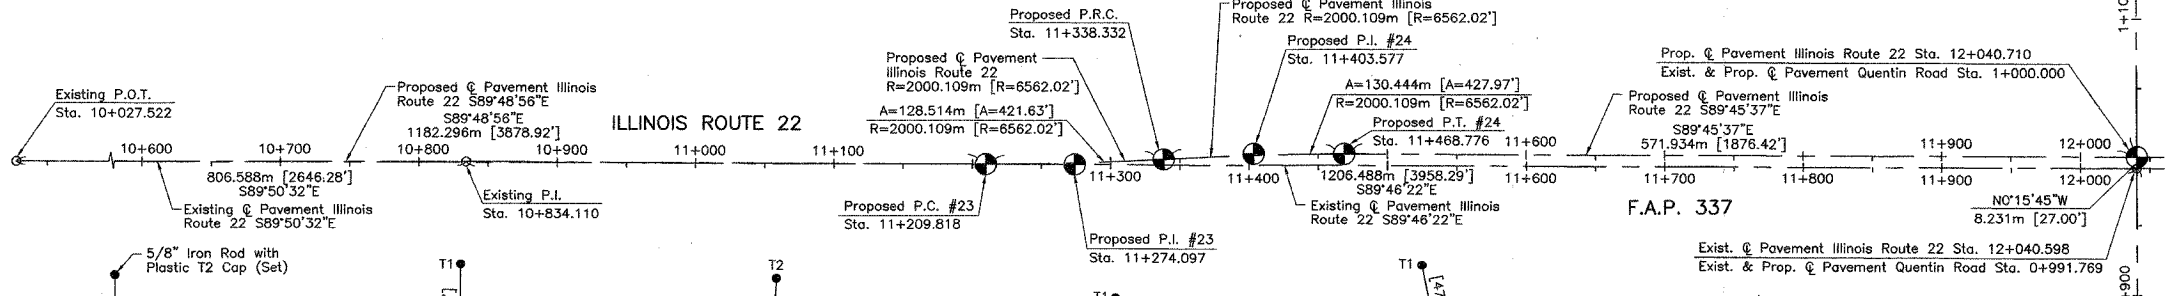 Existing P.O.T.
Sta. 10+027.522
Proposed ℄ Pavement Illinois
Route 22 S89°48'56"E
S89°48'56"E
1182.296m [3878.92']
ILLINOIS ROUTE 22
10+600
10+700
10+800
10+900
11+000
11+100
806.588m [2646.28']
S89°50'32"E
Existing ℄ Pavement Illinois
Route 22 S89°50'32"E
Existing P.I.
Sta. 10+834.110
5/8" Iron Rod with
Plastic T2 Cap (Set)
T1
T2
T1
T1
Proposed P.R.C.
Sta. 11+338.332
Proposed ℄ Pavement
Illinois Route 22
R=2000.109m [R=6562.02']
A=128.514m [A=421.63']
R=2000.109m [R=6562.02']
Proposed P.C. #23
Sta. 11+209.818
Proposed P.I. #23
Sta. 11+274.097
Proposed ℄ Pavement Illinois
Route 22 R=2000.109m [R=6562.02']
Proposed P.I. #24
Sta. 11+403.577
A=130.444m [A=427.97']
R=2000.109m [R=6562.02']
Proposed P.T. #24
Sta. 11+468.776
11+300
11+400
1206.488m [3958.29']
S89°46'22"E
Existing ℄ Pavement Illinois
Route 22 S89°46'22"E
11+600
11+600
Proposed ℄ Pavement Illinois
Route 22 S89°45'37"E
S89°45'37"E
571.934m [1876.42']
11+700
11+800
11+900
11+900
12+000
12+000
F.A.P. 337
Prop. ℄ Pavement Illinois Route 22 Sta. 12+040.710
Exist. & Prop. ℄ Pavement Quentin Road Sta. 1+000.000
N0°15'45"W
8.231m [27.00']
Exist. ℄ Pavement Illinois Route 22 Sta. 12+040.598
Exist. & Prop. ℄ Pavement Quentin Road Sta. 0+991.769